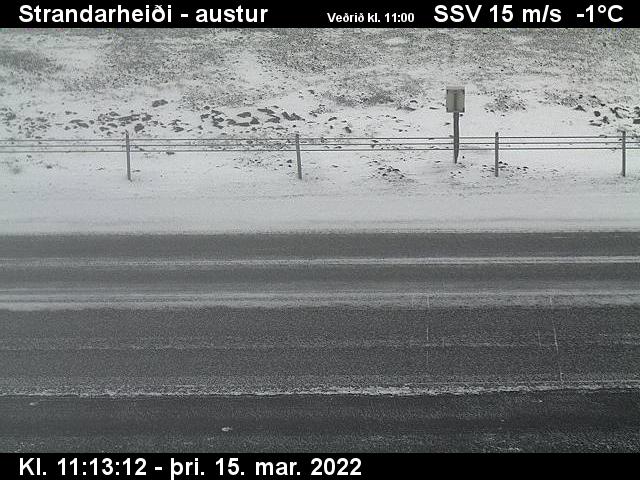 Strandarheiði - austur Veðrið kl. 11:00 SSV 15 m/s -1°C
Kl. 11:13:12 - þri. 15. mar. 2022